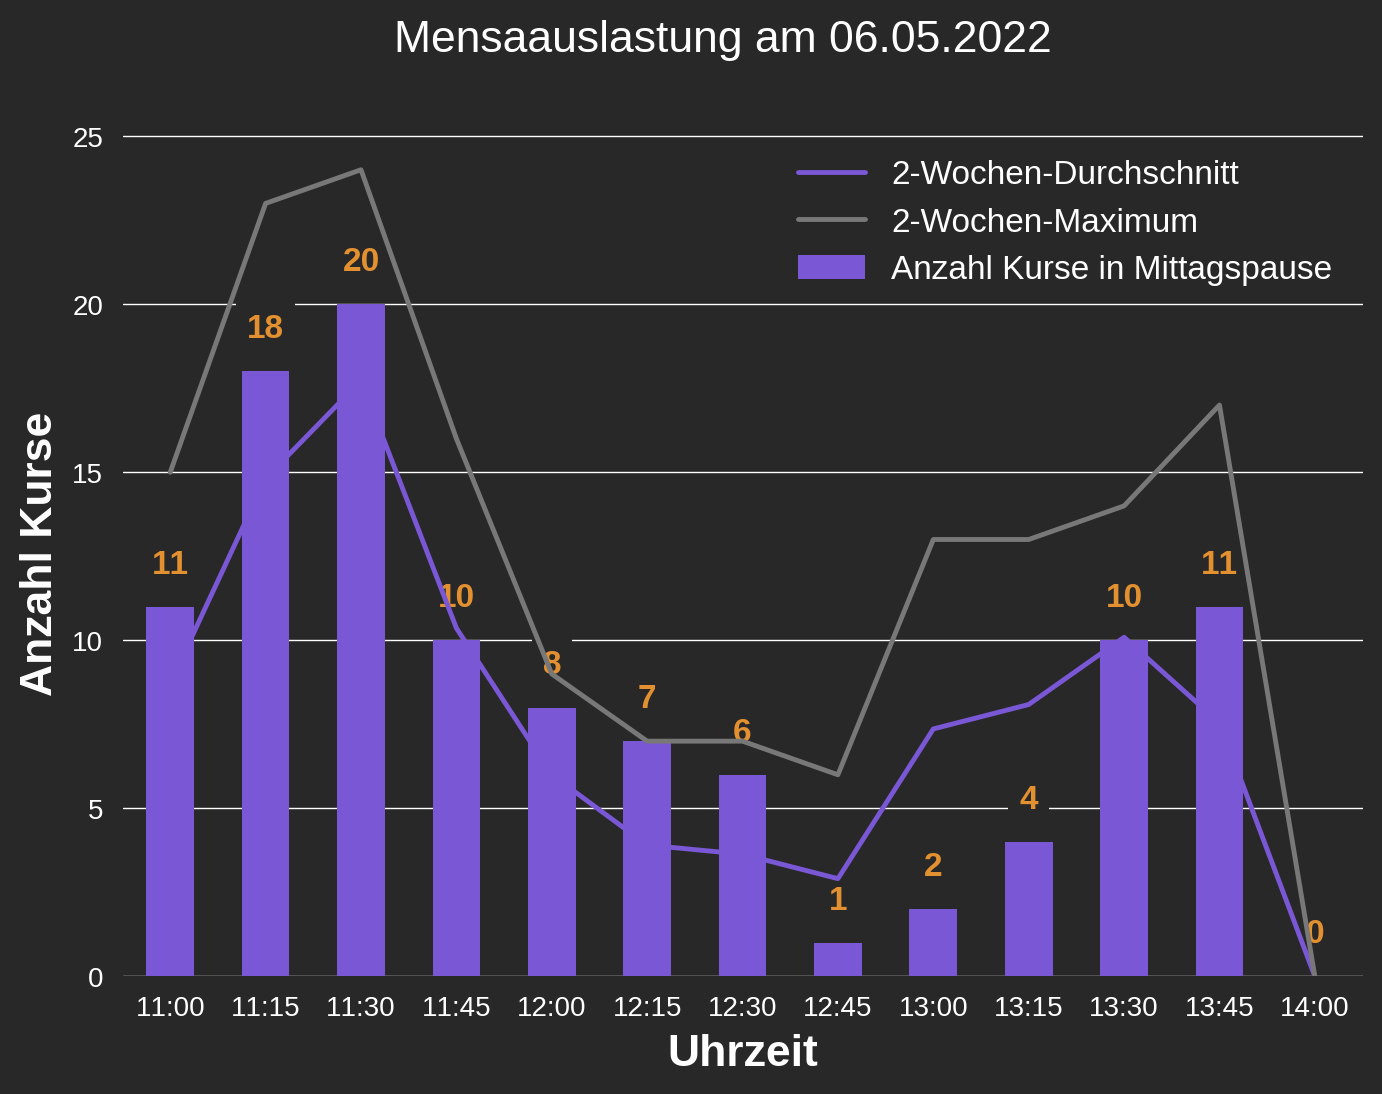 Mensaauslastung am 06.05.2022
25
20
15
10
5
0
Anzahl Kurse
2-Wochen-Durchschnitt
2-Wochen-Maximum
Anzahl Kurse in Mittagspause
11
18
20
10
8
7
6
1
2
4
10
11
0
11:00 11:15 11:30 11:45 12:00 12:15 12:30 12:45 13:00 13:15 13:30 13:45 14:00
Uhrzeit